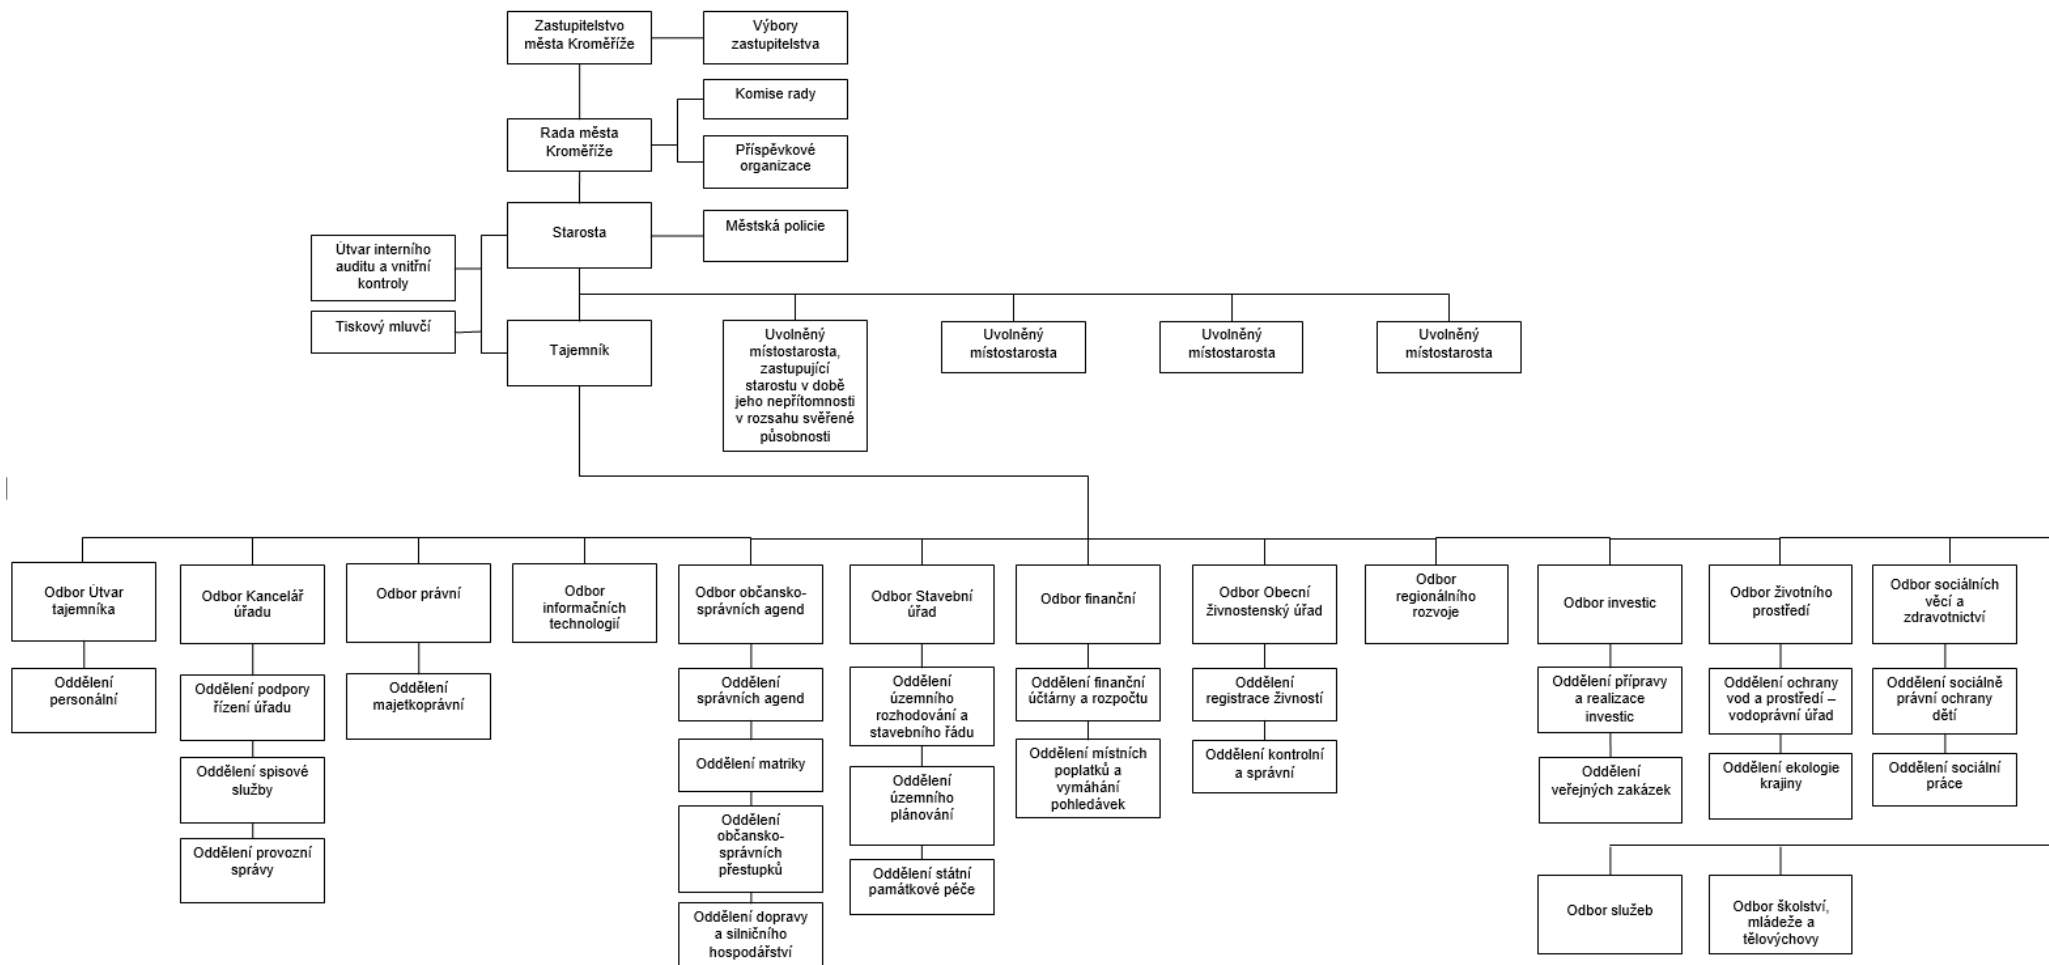 Zastupitelstvo
města Kroměříže
Výbory
zastupitelstva
Komise rady
Rada města
Kroměříže
Příspěvkové
organizace
Starosta
Městská policie
Útvar interního
auditu a vnitřní
kontroly
Tiskový mluvčí
Tajemník
Uvolněný
místostarosta,
zastupující
starostu v době
jeho nepřítomnosti
v rozsahu svěřené
působnosti
Uvolněný
místostarosta
Uvolněný
místostarosta
Uvolněný
místostarosta
Odbor Útvar
tajemníka
Odbor Kancelář
úřadu
Odbor právní
Odbor
informačních
technologií
Odbor občansko-
správních agend
Odbor Stavební
úřad
Odbor finanční
Odbor Obecní
živnostenský úřad
Odbor
regionálního
rozvoje
Odbor investic
Odbor životního
prostředí
Odbor sociálních
věcí a
zdravotnictví
Oddělení
personální
Oddělení podpory
řízení úřadu
Oddělení spisové
služby
Oddělení provozní
správy
Oddělení
majetkoprávní
Oddělení
správních agend
Oddělení matriky
Oddělení
občansko-
správních
přestupků
Oddělení dopravy
a silničního
hospodářství
Oddělení
územního
rozhodování a
stavebního řádu
Oddělení
územního
plánování
Oddělení státní
památkové péče
Oddělení finanční
účtárny a rozpočtu
Oddělení místních
poplatků a
vymáhání
pohledávek
Oddělení
registrace živností
Oddělení kontrolní
a správní
Oddělení přípravy
a realizace
investic
Oddělení
veřejných zakázek
Oddělení ochrany
vod a prostředí –
vodoprávní úřad
Oddělení ekologie
krajiny
Oddělení sociálně
právní ochrany
dětí
Oddělení sociální
práce
Odbor služeb
Odbor školství,
mládeže a
tělovýchovy